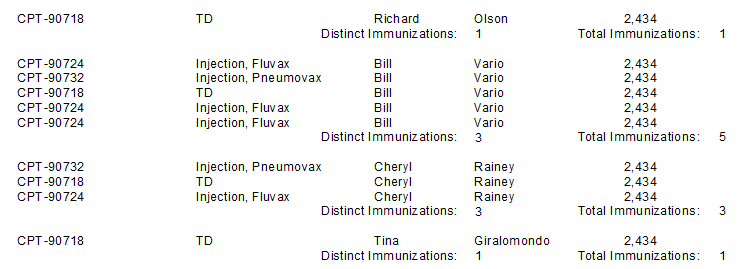 CPT-90718 TD Richard Olson 2,434
Distinct Immunizations: 1 Total Immunizations: 1
CPT-90724 Injection, Fluvax Bill Vario 2,434
CPT-90732 Injection, Pneumovax Bill Vario 2,434
CPT-90718 TD Bill Vario 2,434
CPT-90724 Injection, Fluvax Bill Vario 2,434
CPT-90724 Injection, Fluvax Bill Vario 2,434
Distinct Immunizations: 3 Total Immunizations: 5
CPT-90732 Injection, Pneumovax Cheryl Rainey 2,434
CPT-90718 TD Cheryl Rainey 2,434
CPT-90724 Injection, Fluvax Cheryl Rainey 2,434
Distinct Immunizations: 3 Total Immunizations: 3
CPT-90718 TD Tina Giralomondo 2,434
Distinct Immunizations: 1 Total Immunizations: 1